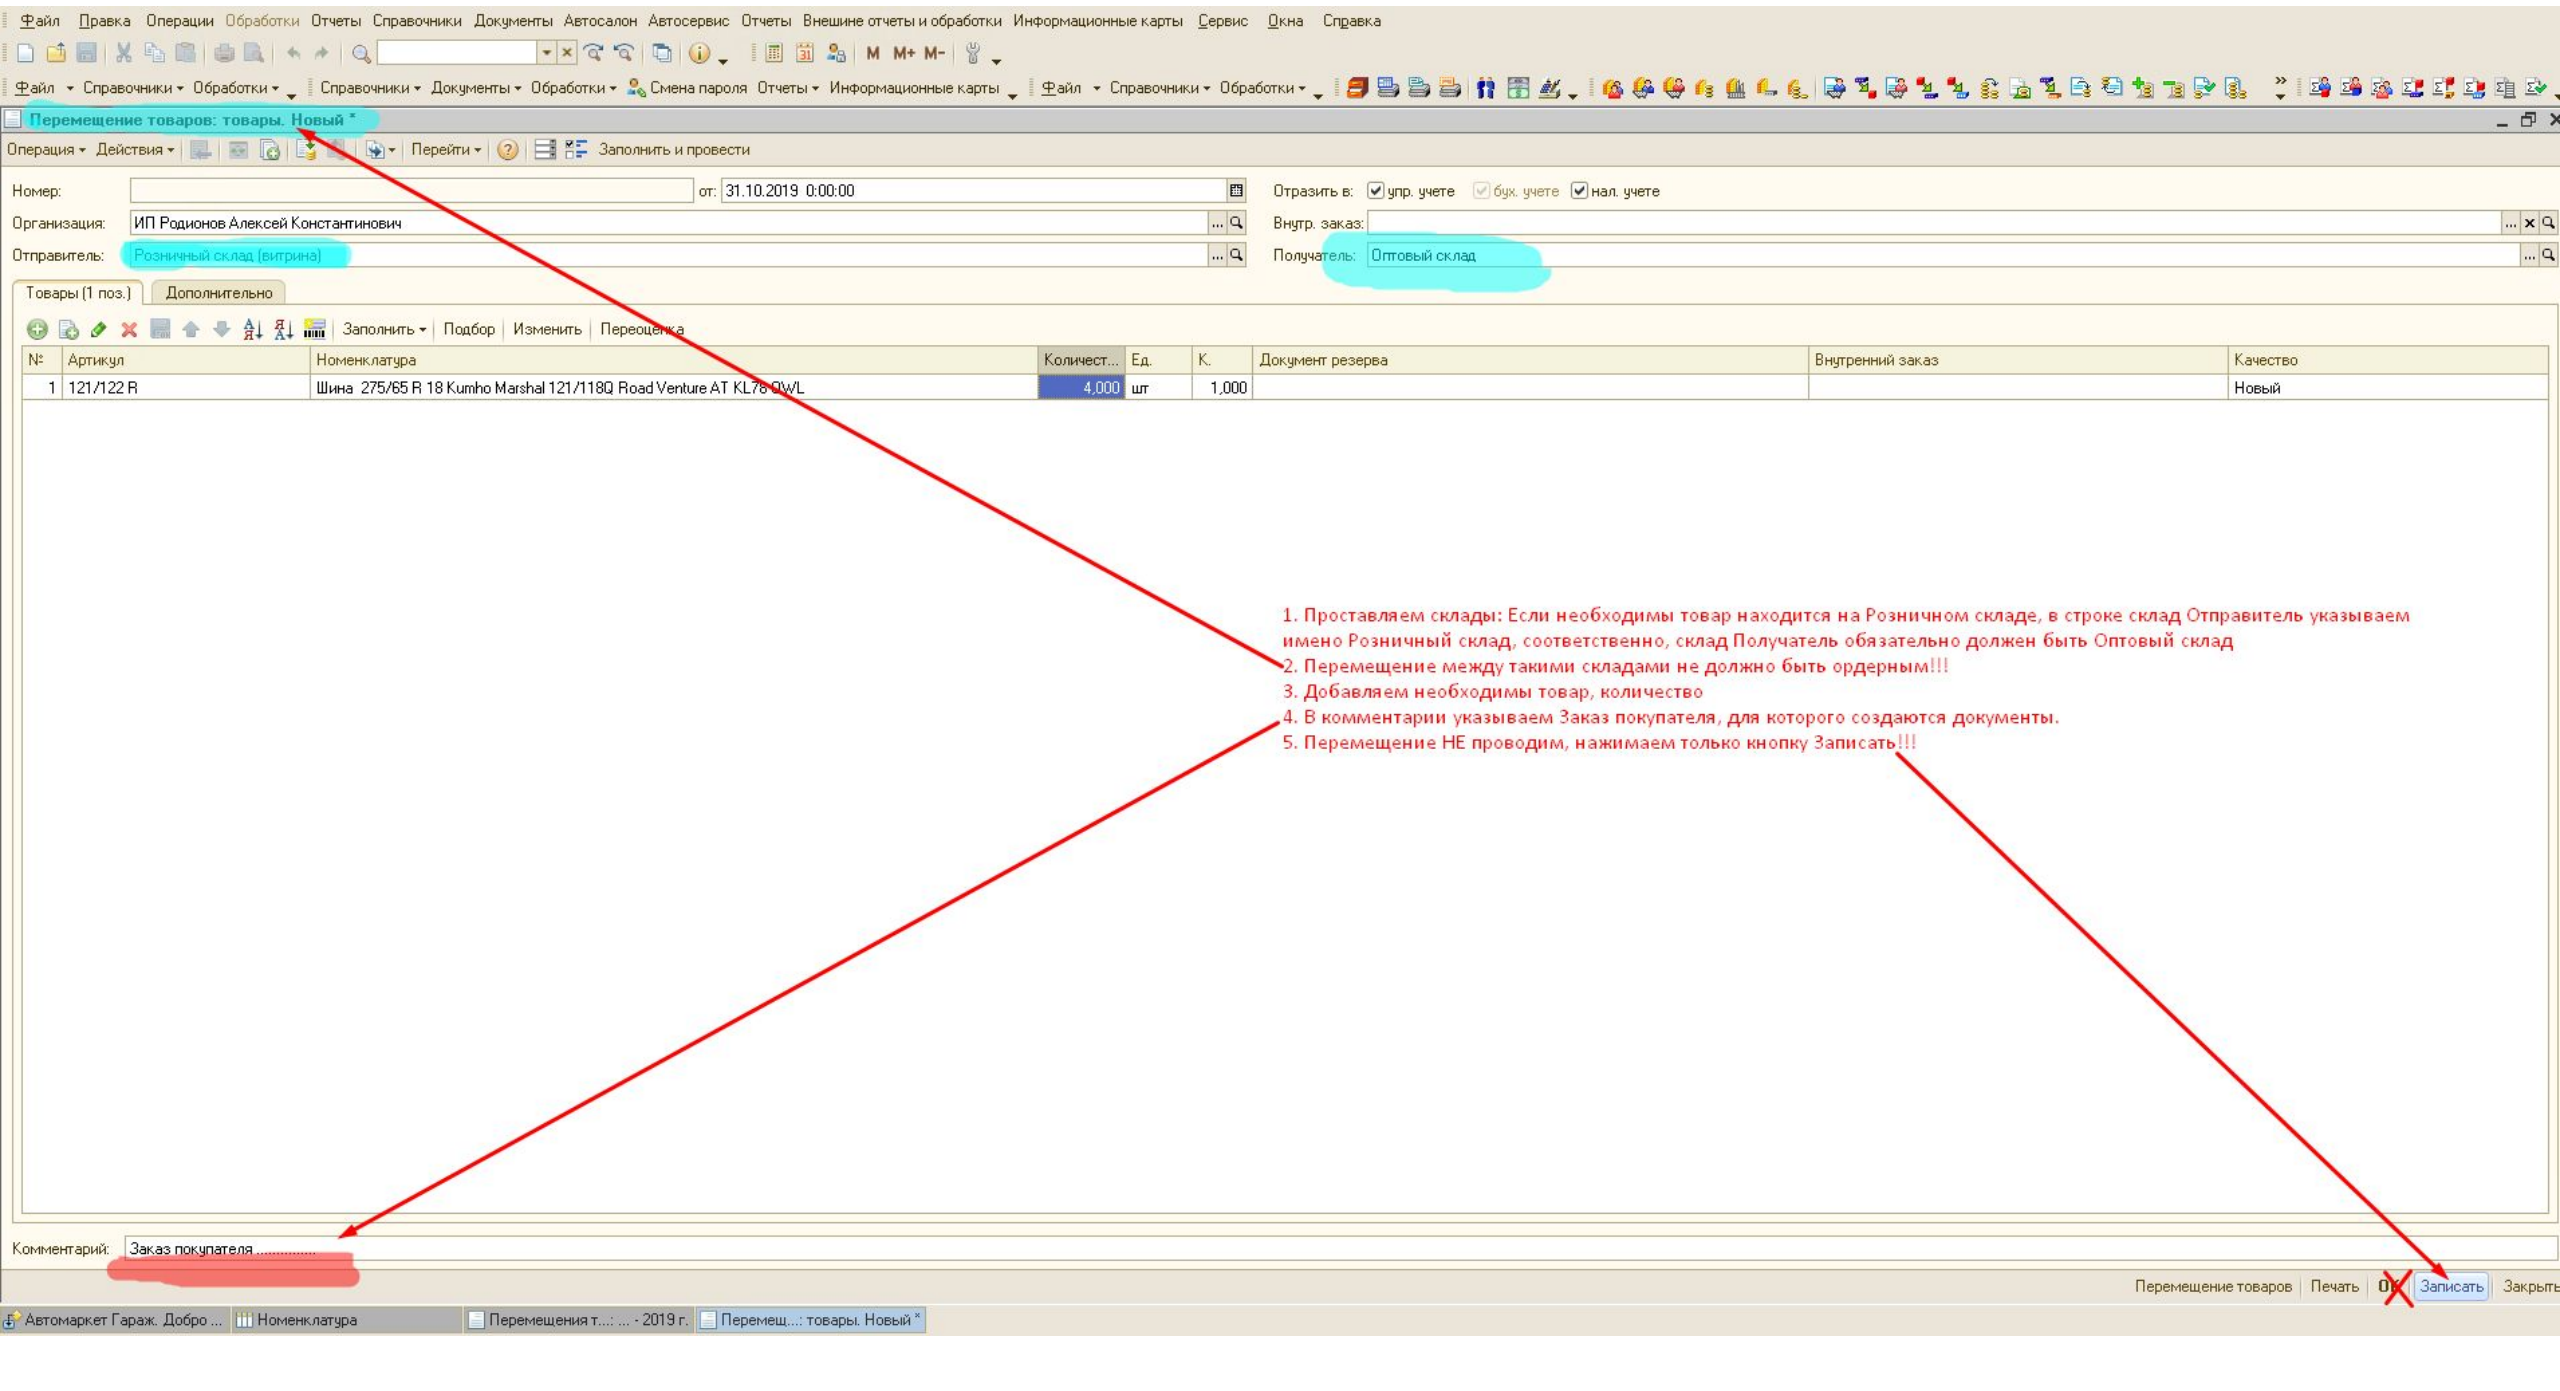 Файл Правка Операции Обработки Отчеты Справочники Документы Автосалон Автосервис Отчеты Внешние отчеты и обработки Информационные карты Сервис Окна Справка
31 M M+ M-
Файл Справочники Обработки Справочники Документы Обработки Смена пароля Отчеты Информационные карты Файл Справочники Обработки
Перемещение товаров: товары. Новый *
Операция Действия Перейти Заполнить и провести
Номер: от: 31.10.2019 0:00:00 Отразить в: упр. учете бух. учете нал. учете
Организация: ИП Родионов Алексей Константинович Внутр. заказ:
Отправитель: Розничный склад (витрина) Получатель: Оптовый склад
Товары (1 поз.) Дополнительно
Заполнить Подбор Изменить Переоценка
№ Артикул Номенклатура Количест... Ед. К. Документ резерва Внутренний заказ Качество
1 121/122 R Шина 275/65 R 18 Kumho Marshal 121/118Q Road Venture AT KL78 OWL 4,000 шт 1,000 Новый
1. Проставляем склады: Если необходимы товар находится на Розничном складе, в строке склад Отправитель указываем
имено Розничный склад, соответственно, склад Получатель обязательно должен быть Оптовый склад
2. Перемещение между такими складами не должно быть ордерным!!!
3. Добавляем необходимы товар, количество
4. В комментарии указываем Заказ покупателя, для которого создаются документы.
5. Перемещение НЕ проводим, нажимаем только кнопку Записать!!!
Комментарий: Заказ покупателя ...............
Перемещение товаров Печать Записать Закрыть
Автомаркет Гараж. Добро ... Номенклатура Перемещения т...: ... - 2019 г. Перемещ...: товары. Новый *